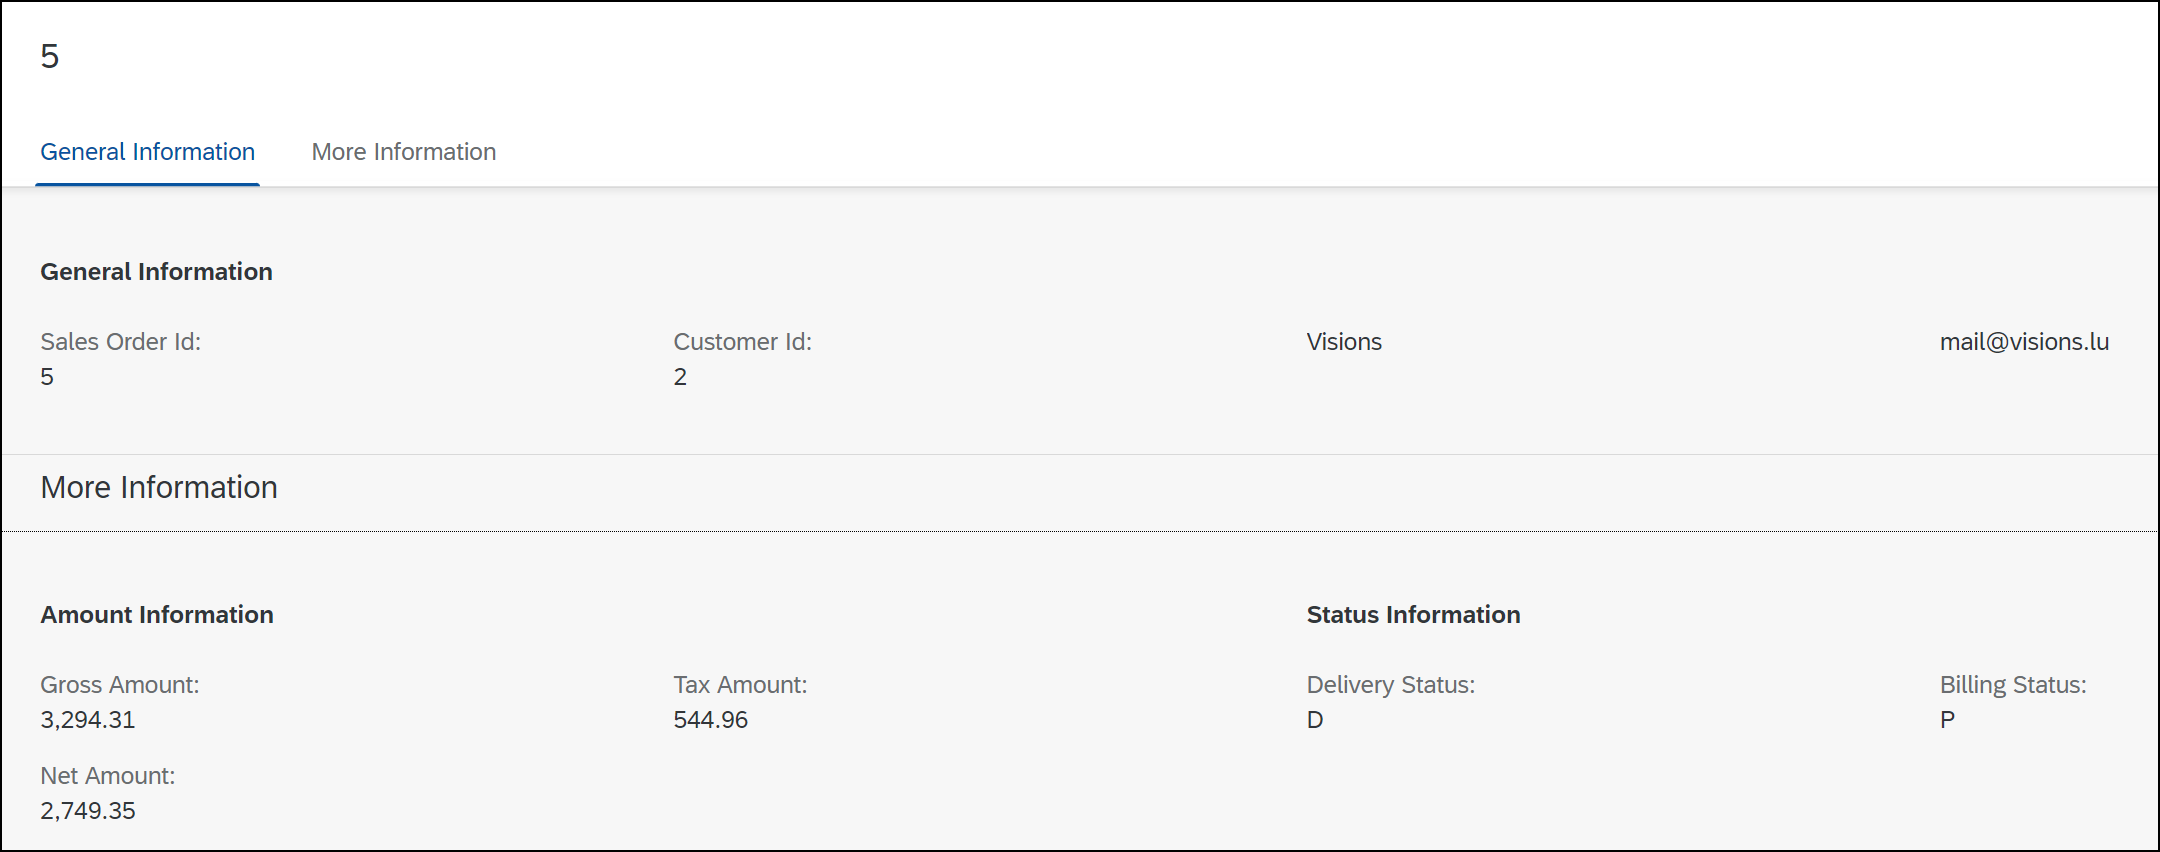 5
General Information More Information
General Information
Sales Order Id: Customer Id: Visions mail@visions.lu
5 2
More Information
Amount Information Status Information
Gross Amount: Tax Amount: Delivery Status: Billing Status:
3,294.31 544.96 D P
Net Amount:
2,749.35